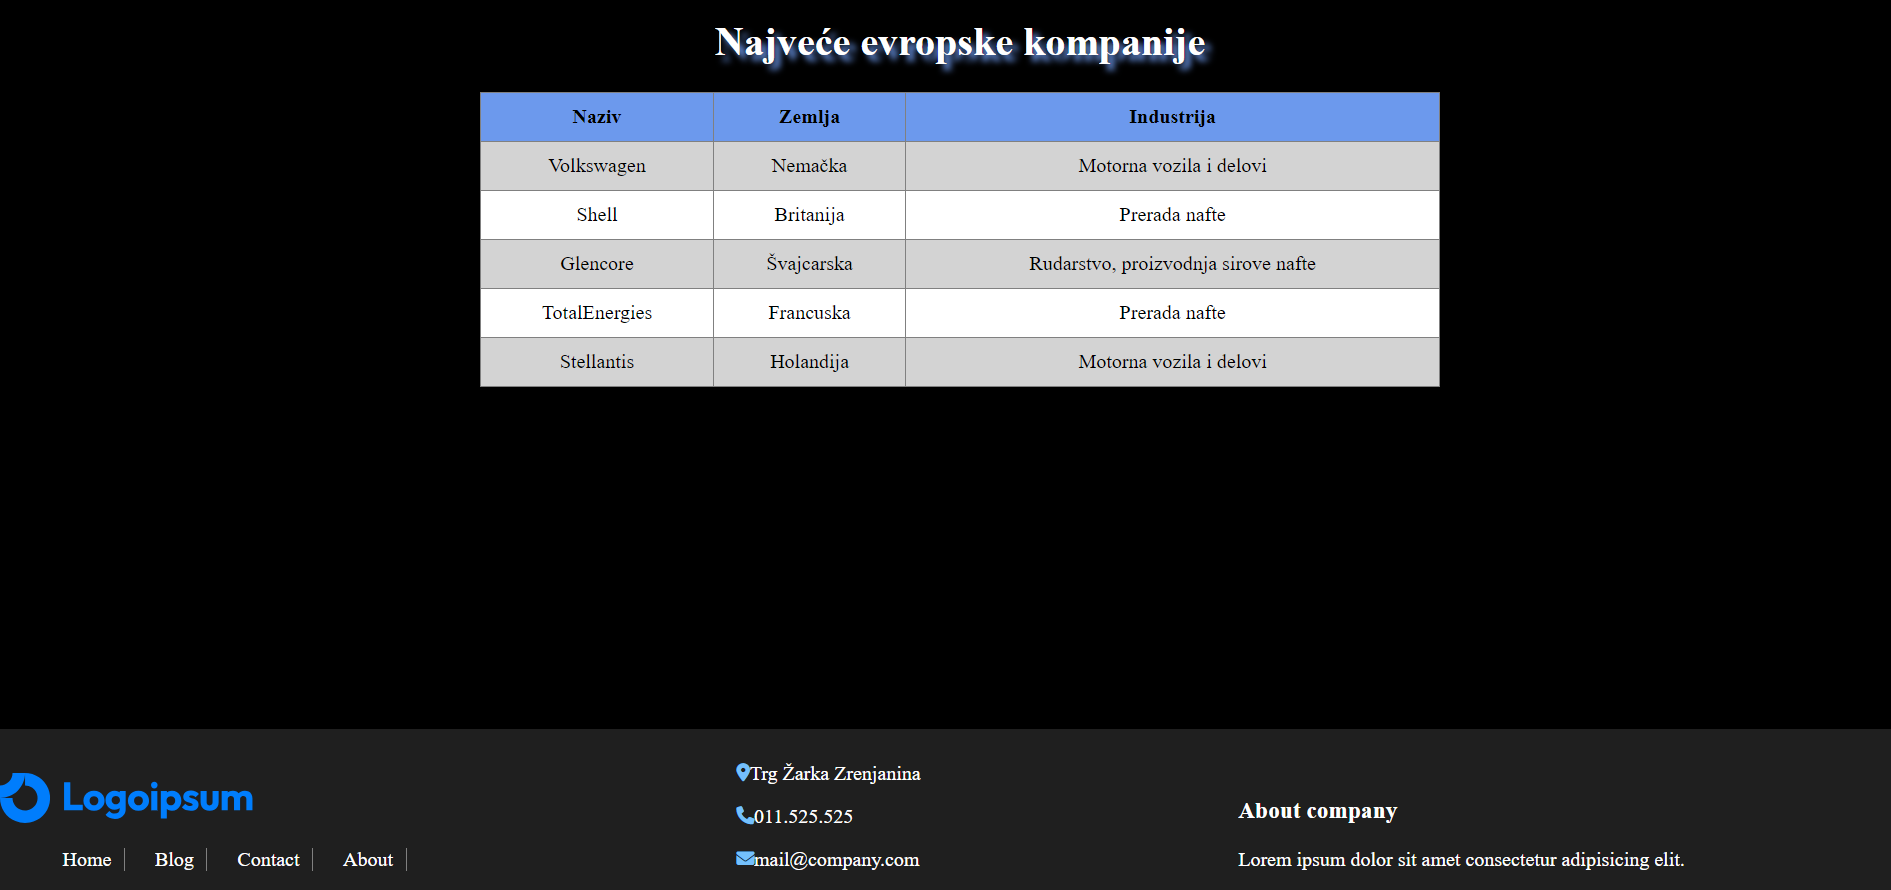 Najveće evropske kompanije
Naziv Zemlja Industrija
Volkswagen Nemačka Motorna vozila i delovi
Shell Britanija Prerada nafte
Glencore Švajcarska Rudarstvo, proizvodnja sirove nafte
TotalEnergies Francuska Prerada nafte
Stellantis Holandija Motorna vozila i delovi
Logoipsum
Home Blog Contact About
Trg Žarka Zrenjanina
011.525.525
mail@company.com
About company
Lorem ipsum dolor sit amet consectetur adipisicing elit.